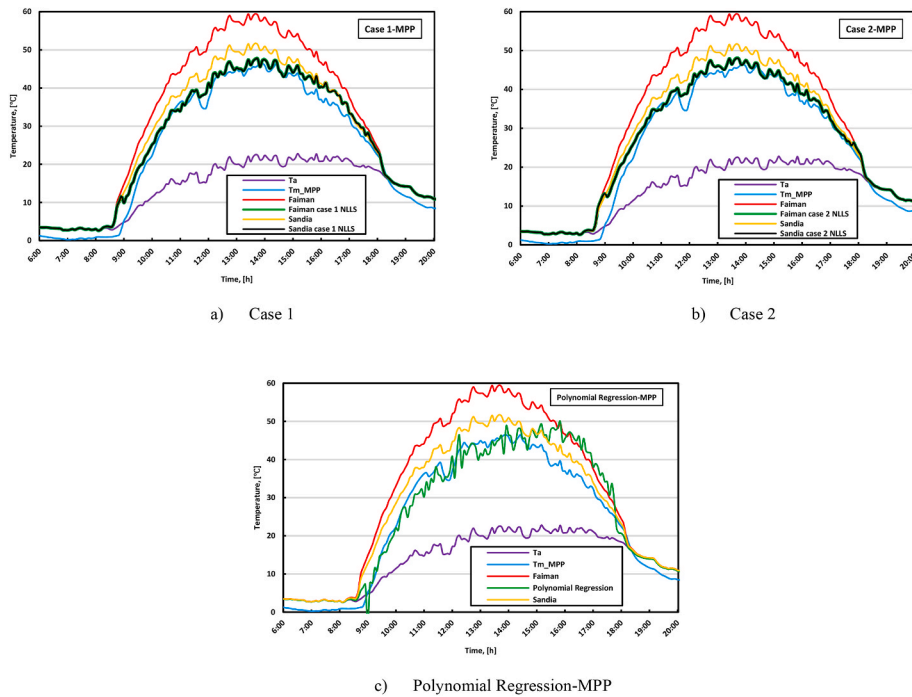 Case 1-MPP
60
50
40
30
20
10
0
Temperature, [°C]
Ta
Tm_MPP
Faiman
Faiman case 1 NLLS
Sandia
Sandia case 1 NLLS
6:00 7:00 8:00 9:00 10:00 11:00 12:00 13:00 14:00 15:00 16:00 17:00 18:00 19:00 20:00
Time, [h]
a) Case 1
Case 2-MPP
60
50
40
30
20
10
0
Temperature, [°C]
Ta
Tm_MPP
Faiman
Faiman case 2 NLLS
Sandia
Sandia case 2 NLLS
6:00 7:00 8:00 9:00 10:00 11:00 12:00 13:00 14:00 15:00 16:00 17:00 18:00 19:00 20:00
Time, [h]
b) Case 2
Polynomial Regression-MPP
60
50
40
30
20
10
0
Temperature, [°C]
Ta
Tm_MPP
Faiman
Polynomial Regression
Sandia
6:00 7:00 8:00 9:00 10:00 11:00 12:00 13:00 14:00 15:00 16:00 17:00 18:00 19:00 20:00
Time, [h]
c) Polynomial Regression-MPP